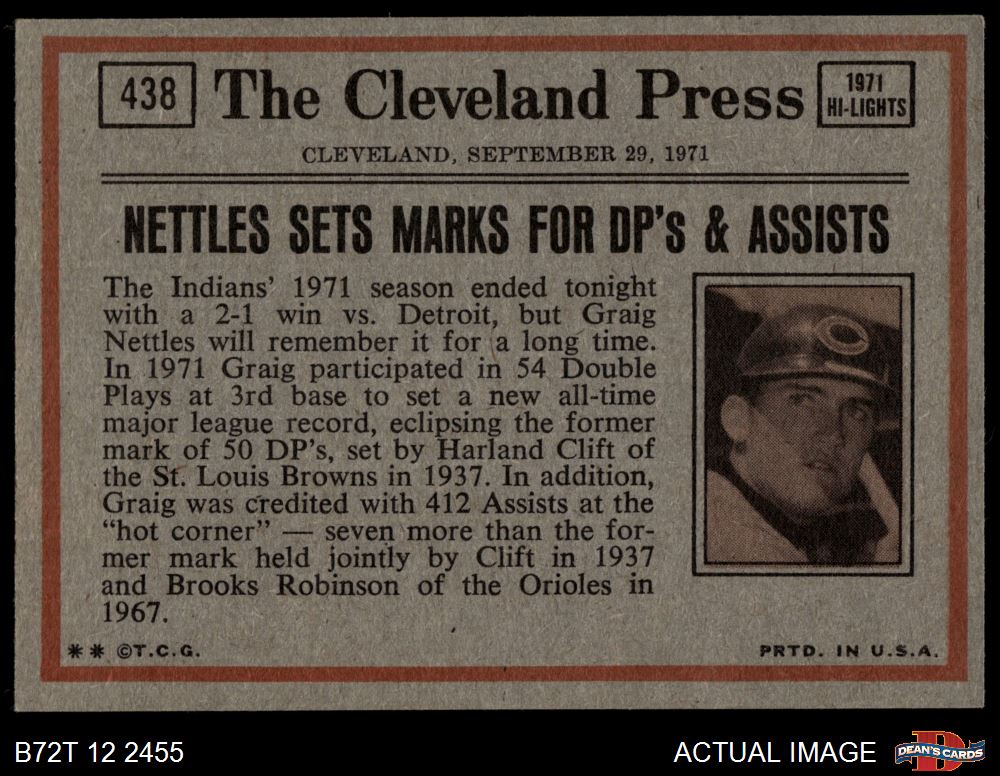 438
The Cleveland Press
1971
HI-LIGHTS
CLEVELAND, SEPTEMBER 29, 1971
NETTLES SETS MARKS FOR DP's & ASSISTS
The Indians' 1971 season ended tonight
with a 2-1 win vs. Detroit, but Graig
Nettles will remember it for a long time.
In 1971 Graig participated in 54 Double
Plays at 3rd base to set a new all-time
major league record, eclipsing the former
mark of 50 DP's, set by Harland Clift of
the St. Louis Browns in 1937. In addition,
Graig was credited with 412 Assists at the
"hot corner" — seven more than the for-
mer mark held jointly by Clift in 1937
and Brooks Robinson of the Orioles in
1967.
** ©T.C.G.
PRTD. IN U.S.A.
B72T 12 2455
ACTUAL IMAGE
DEAN'S CARDS